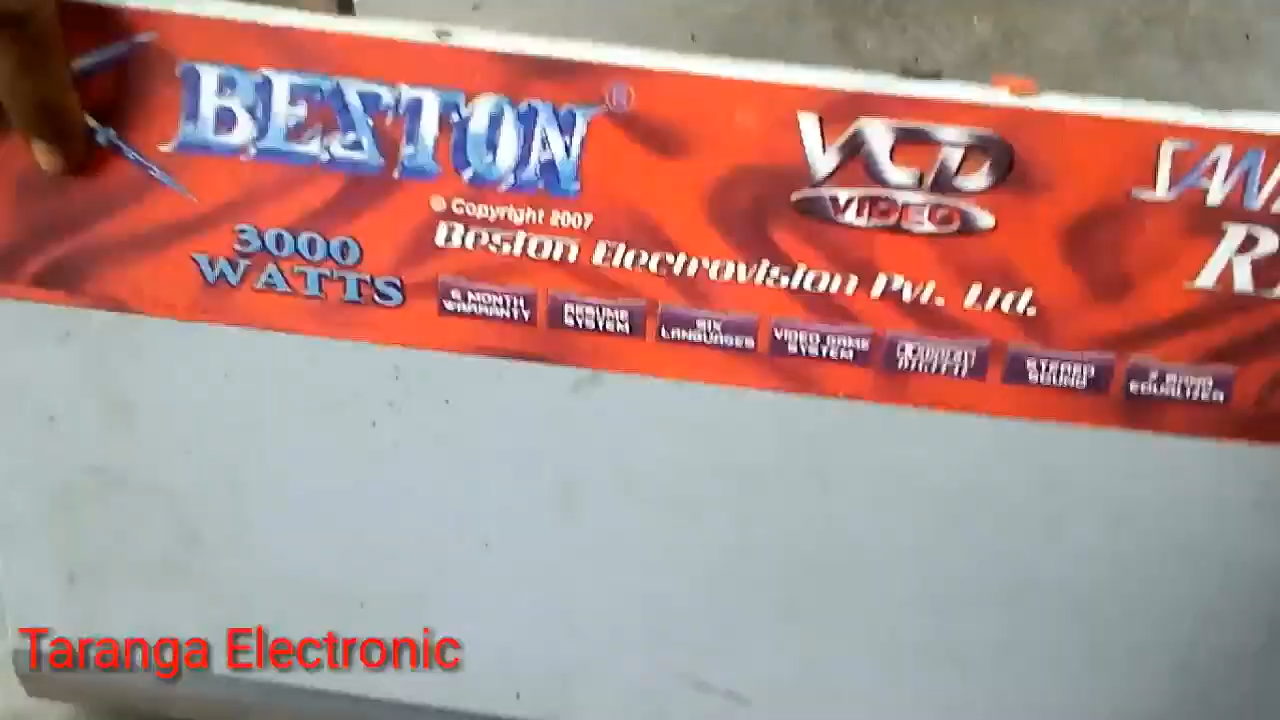 BESTON®
VCD
VIDEO
© Copyright 2007
Beston Electrovision Pvt. Ltd.
3000
WATTS
6 MONTH
WARRANTY
RESUME
SYSTEM
SIX
LANGUAGES
VIDEO GAME
SYSTEM
STEREO
SOUND
EQUALIZER
Taranga Electronic